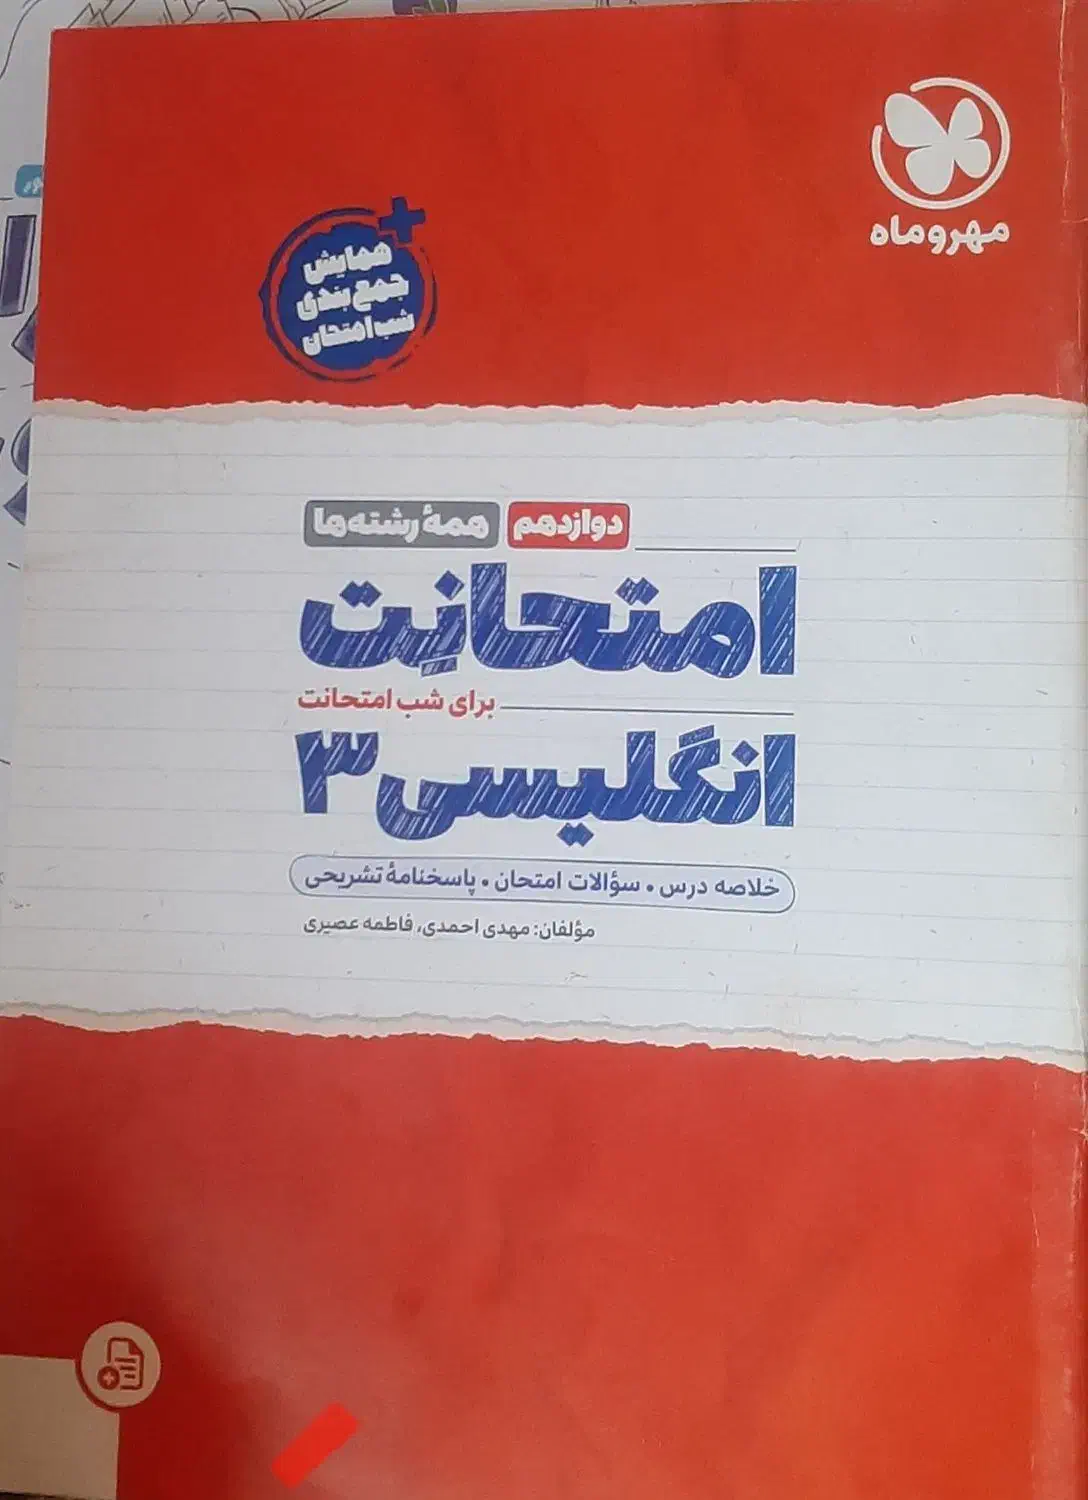 مهروماه
همایش
جمع بندی
شب امتحان
دوازدهم همهٔ رشته‌ها
امتحانِت
برای شب امتحانت
انگلیسی ۳
خلاصه درس • سؤالات امتحان • پاسخنامهٔ تشریحی
مؤلفان: مهدی احمدی، فاطمه عصیری